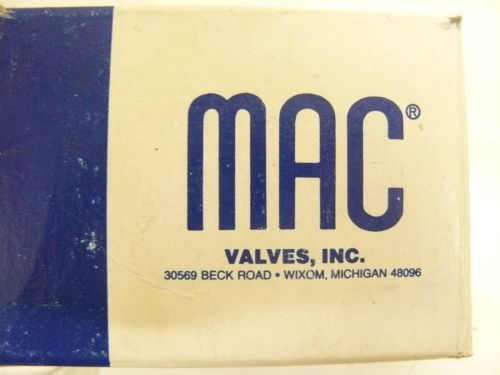 MAC®
VALVES, INC.
30569 BECK ROAD • WIXOM, MICHIGAN 48096